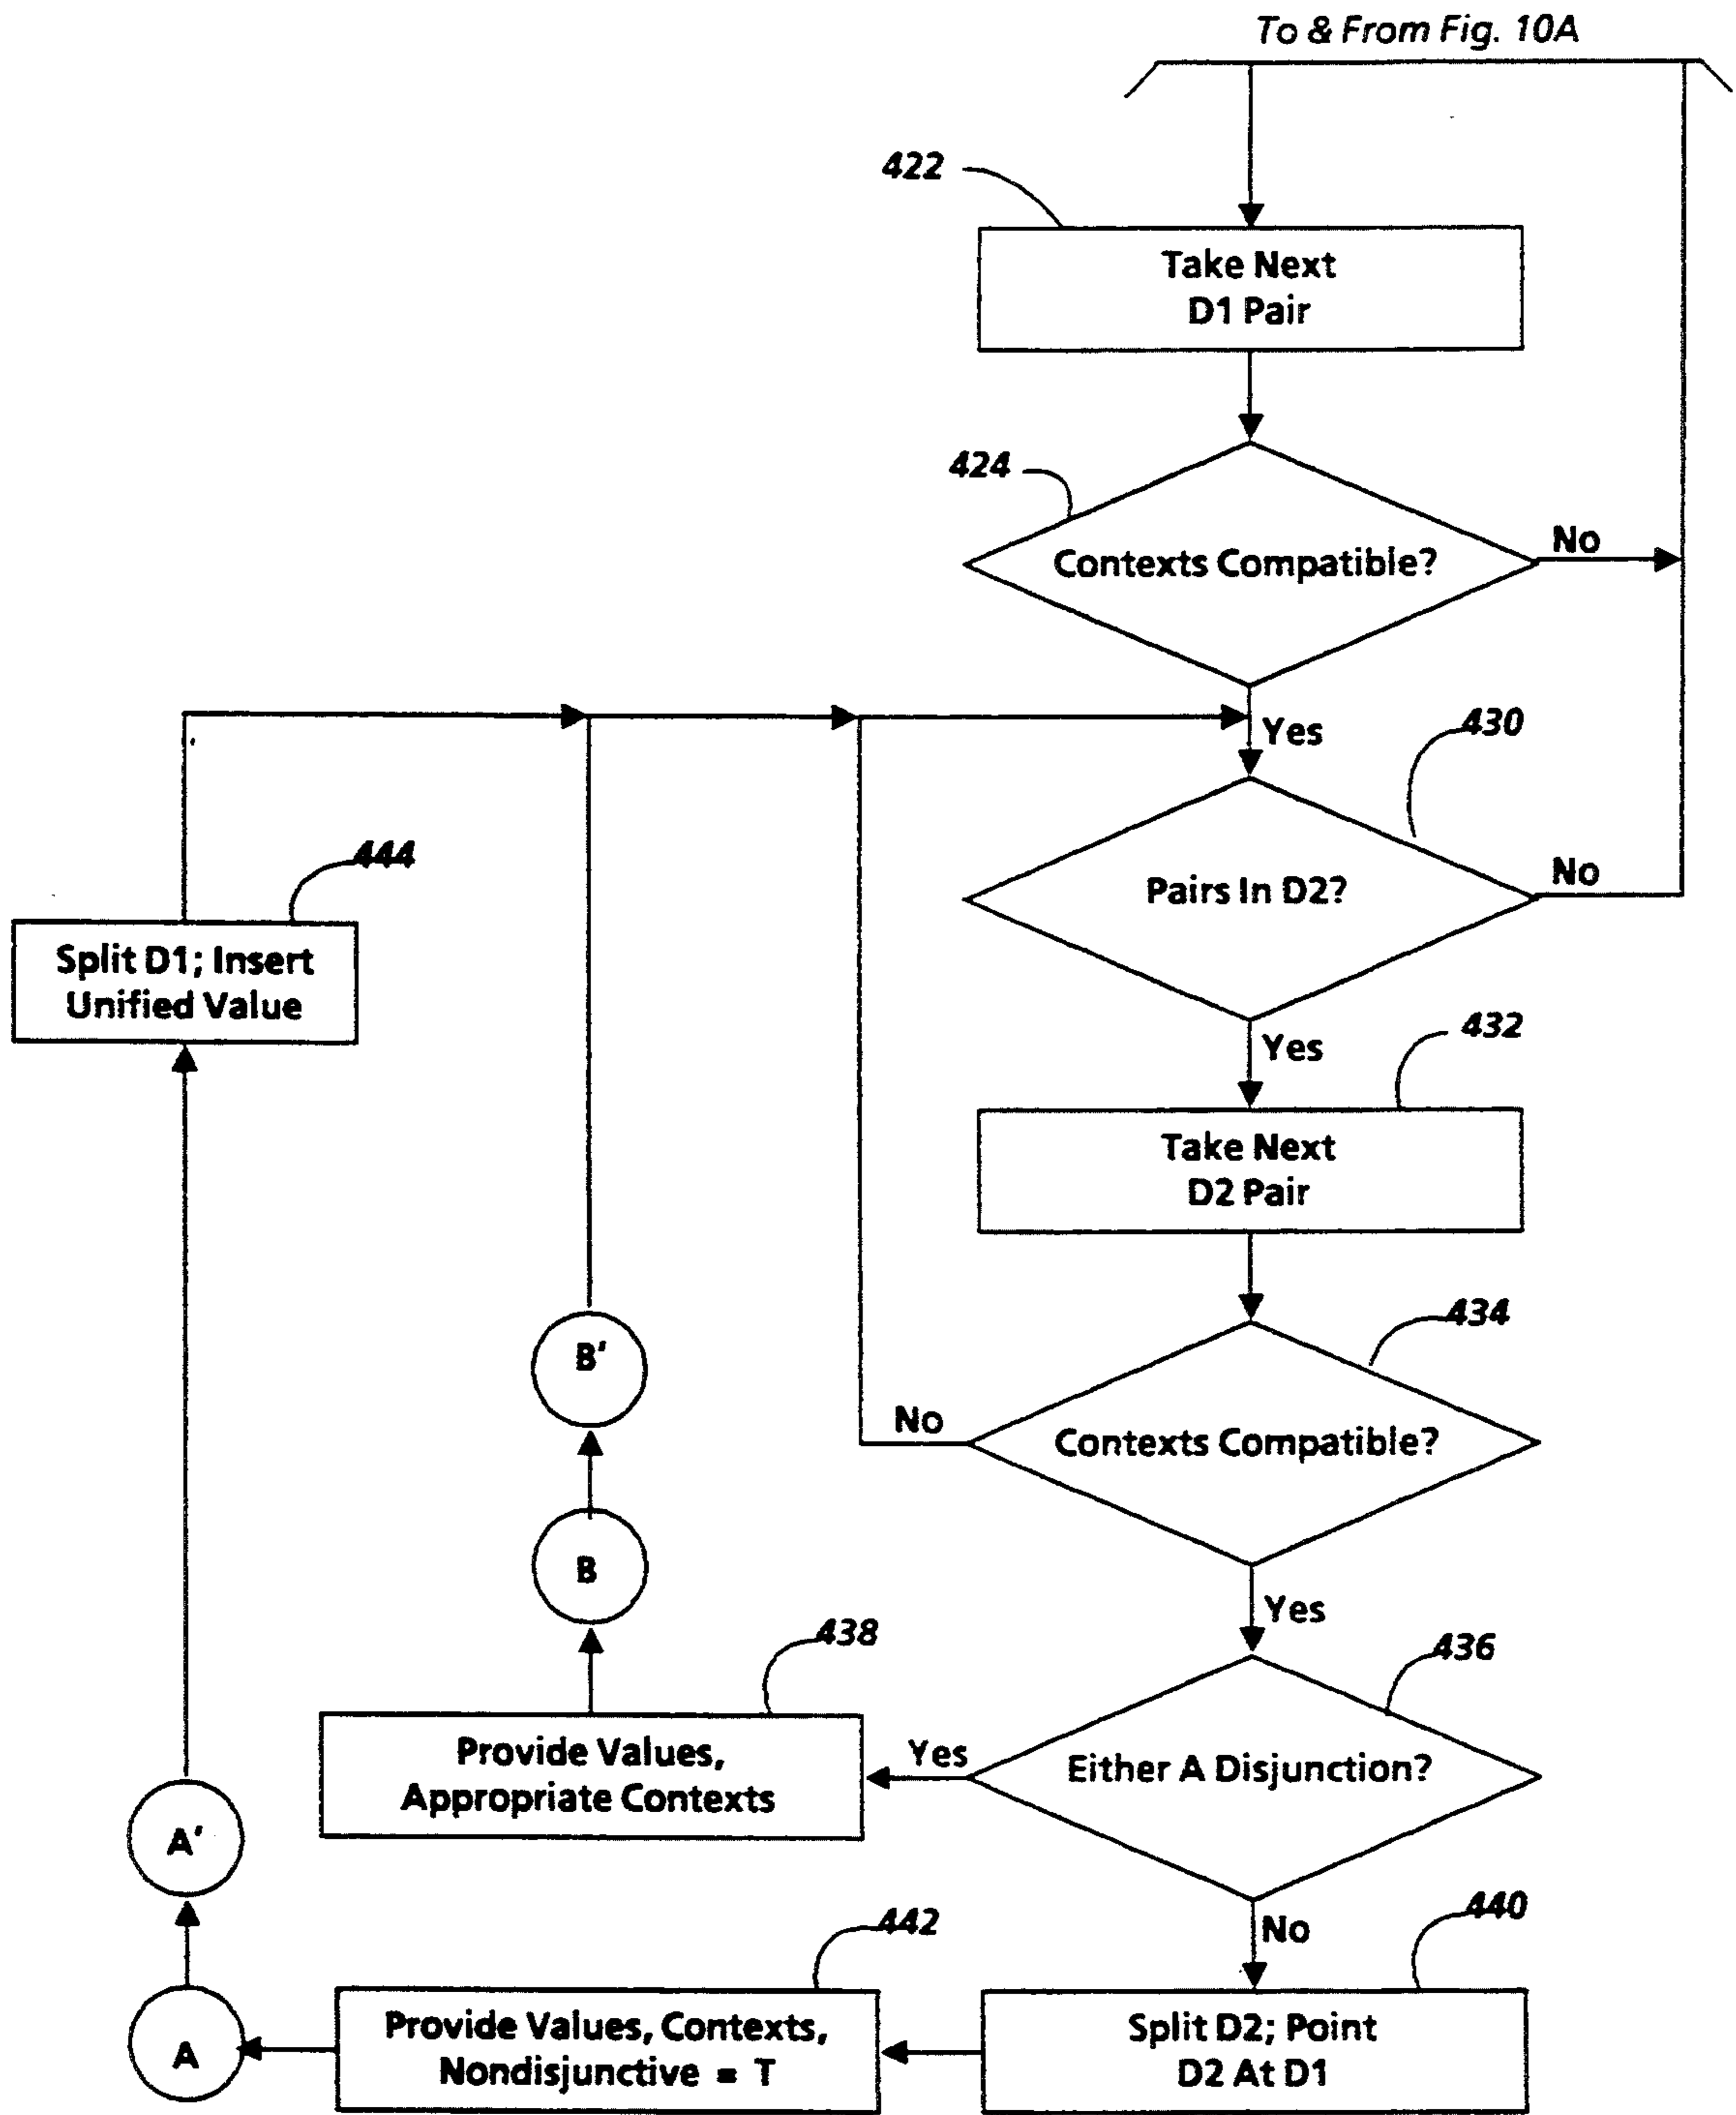 To & From Fig. 10A
422
Take Next
D1 Pair
424
Contexts Compatible?
No
Yes
430
Pairs In D2?
No
444
Split D1; Insert
Unified Value
Yes
432
Take Next
D2 Pair
434
B'
No
Contexts Compatible?
B
Yes
438
436
Provide Values,
Appropriate Contexts
Yes
Either A Disjunction?
A'
No
442
440
A
Provide Values, Contexts,
Nondisjunctive = T
Split D2; Point
D2 At D1